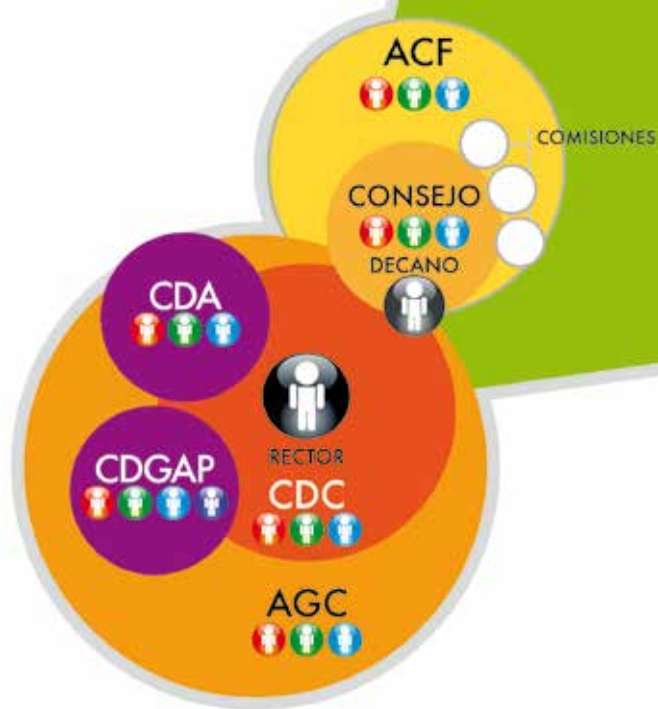 ACF
COMISIONES
CONSEJO
DECANO
CDA
RECTOR
CDGAP
CDC
AGC